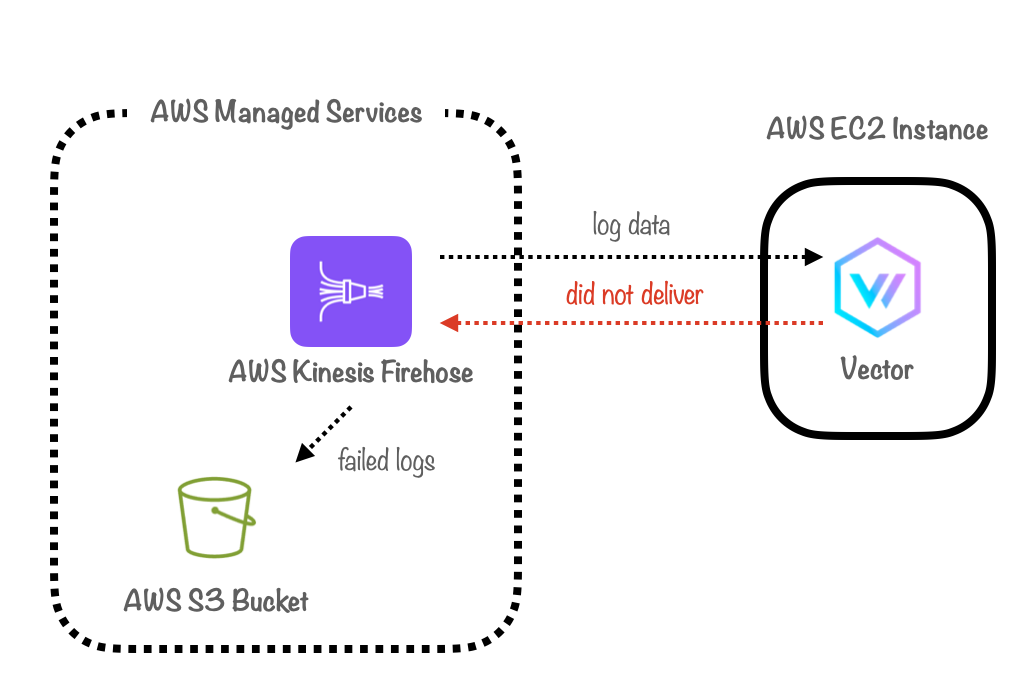 AWS Managed Services
AWS EC2 Instance
log data
did not deliver
AWS Kinesis Firehose
Vector
failed logs
AWS S3 Bucket